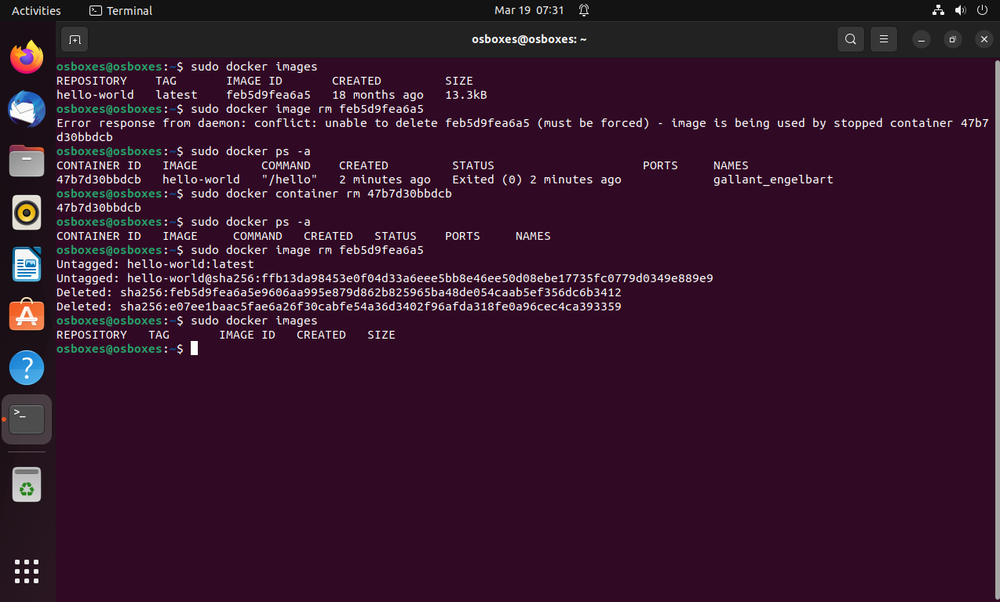 Activities
Terminal
Mar 19 07:31
osboxes@osboxes: ~
osboxes@osboxes:~$ sudo docker images
REPOSITORY    TAG       IMAGE ID       CREATED         SIZE
hello-world   latest    feb5d9fea6a5   18 months ago   13.3kB
osboxes@osboxes:~$ sudo docker image rm feb5d9fea6a5
Error response from daemon: conflict: unable to delete feb5d9fea6a5 (must be forced) - image is being used by stopped container 47b7
d30bbdcb
osboxes@osboxes:~$ sudo docker ps -a
CONTAINER ID   IMAGE         COMMAND    CREATED         STATUS                     PORTS     NAMES
47b7d30bbdcb   hello-world   "/hello"   2 minutes ago   Exited (0) 2 minutes ago             gallant_engelbart
osboxes@osboxes:~$ sudo docker container rm 47b7d30bbdcb
47b7d30bbdcb
osboxes@osboxes:~$ sudo docker ps -a
CONTAINER ID   IMAGE     COMMAND   CREATED   STATUS    PORTS     NAMES
osboxes@osboxes:~$ sudo docker image rm feb5d9fea6a5
Untagged: hello-world:latest
Untagged: hello-world@sha256:ffb13da98453e0f04d33a6eee5bb8e46ee50d08ebe17735fc0779d0349e889e9
Deleted: sha256:feb5d9fea6a5e9606aa995e879d862b825965ba48de054caab5ef356dc6b3412
Deleted: sha256:e07ee1baac5fae6a26f30cabfe54a36d3402f96afda318fe0a96cec4ca393359
osboxes@osboxes:~$ sudo docker images
REPOSITORY   TAG       IMAGE ID   CREATED   SIZE
osboxes@osboxes:~$